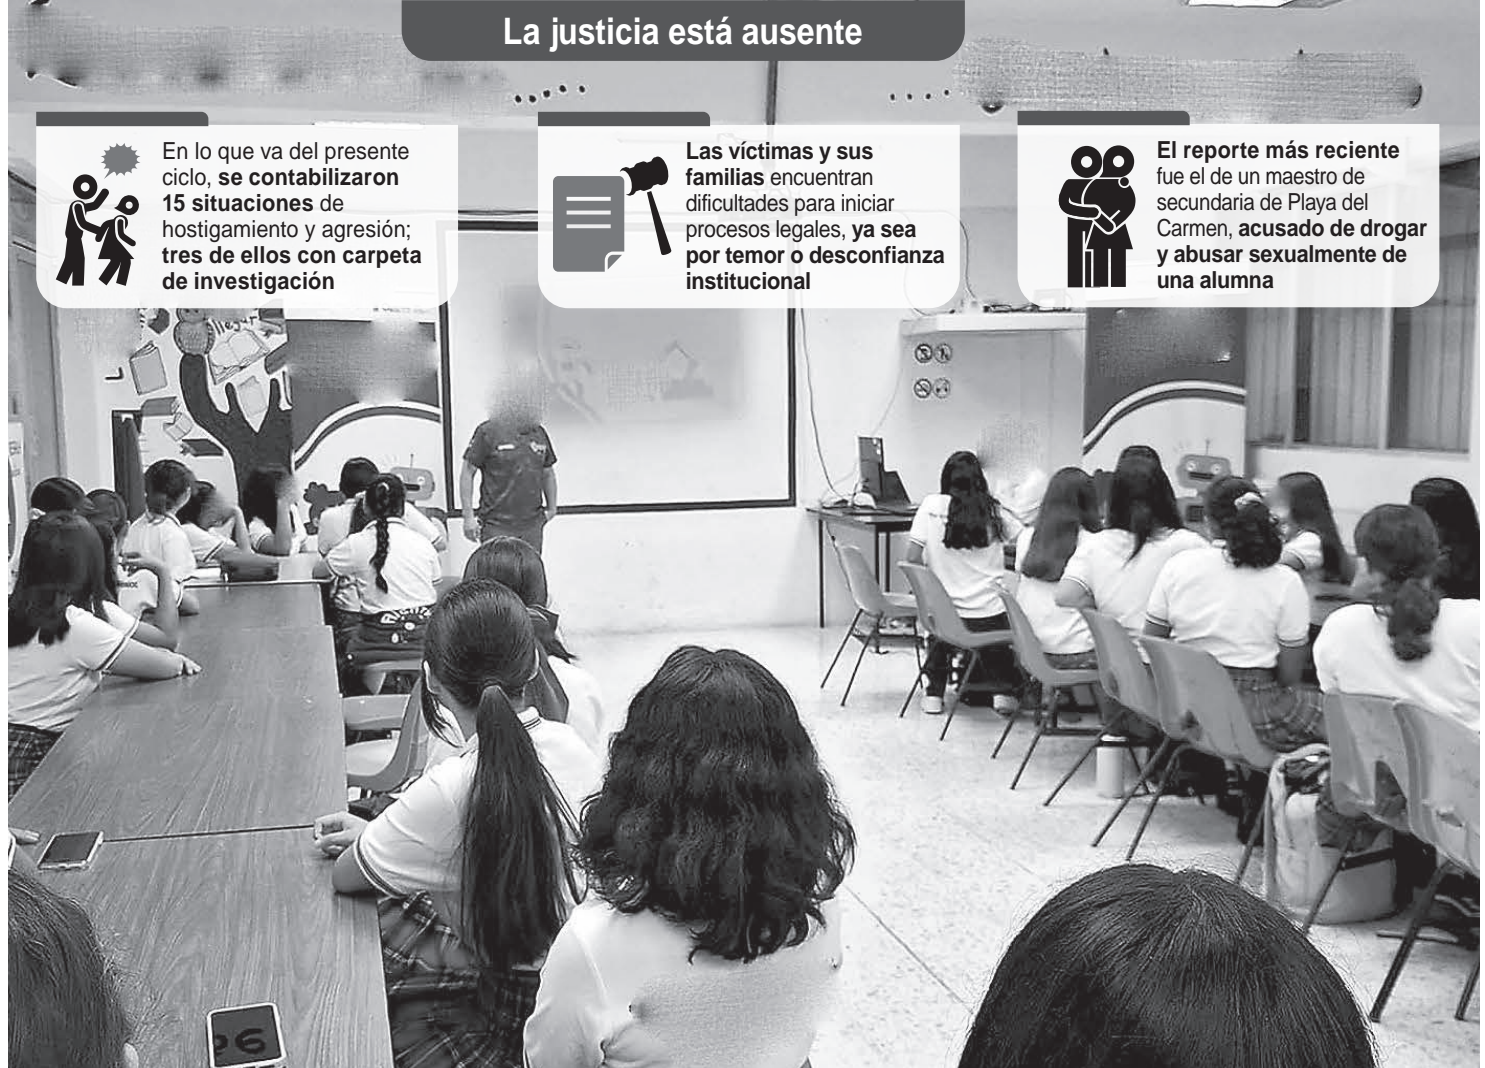 La justicia está ausente
En lo que va del presente
ciclo, se contabilizaron
15 situaciones de
hostigamiento y agresión;
tres de ellos con carpeta
de investigación
Las víctimas y sus
familias encuentran
dificultades para iniciar
procesos legales, ya sea
por temor o desconfianza
institucional
El reporte más reciente
fue el de un maestro de
secundaria de Playa del
Carmen, acusado de drogar
y abusar sexualmente de
una alumna